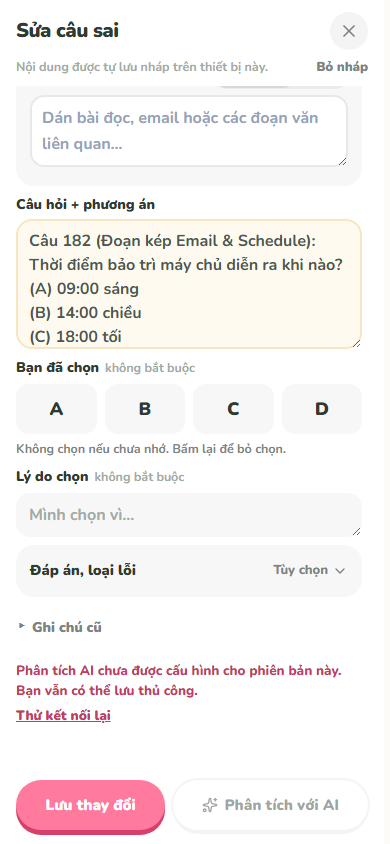 Sửa câu sai
Nội dung được tự lưu nháp trên thiết bị này.
Bỏ nháp
Dán bài đọc, email hoặc các đoạn văn
liên quan...
Câu hỏi + phương án
Câu 182 (Đoạn kép Email & Schedule):
Thời điểm bảo trì máy chủ diễn ra khi nào?
(A) 09:00 sáng
(B) 14:00 chiều
(C) 18:00 tối
Bạn đã chọn không bắt buộc
A B C D
Không chọn nếu chưa nhớ. Bấm lại để bỏ chọn.
Lý do chọn không bắt buộc
Mình chọn vì...
Đáp án, loại lỗi
Tùy chọn
Ghi chú cũ
Phân tích AI chưa được cấu hình cho phiên bản này.
Bạn vẫn có thể lưu thủ công.
Thử kết nối lại
Lưu thay đổi
Phân tích với AI